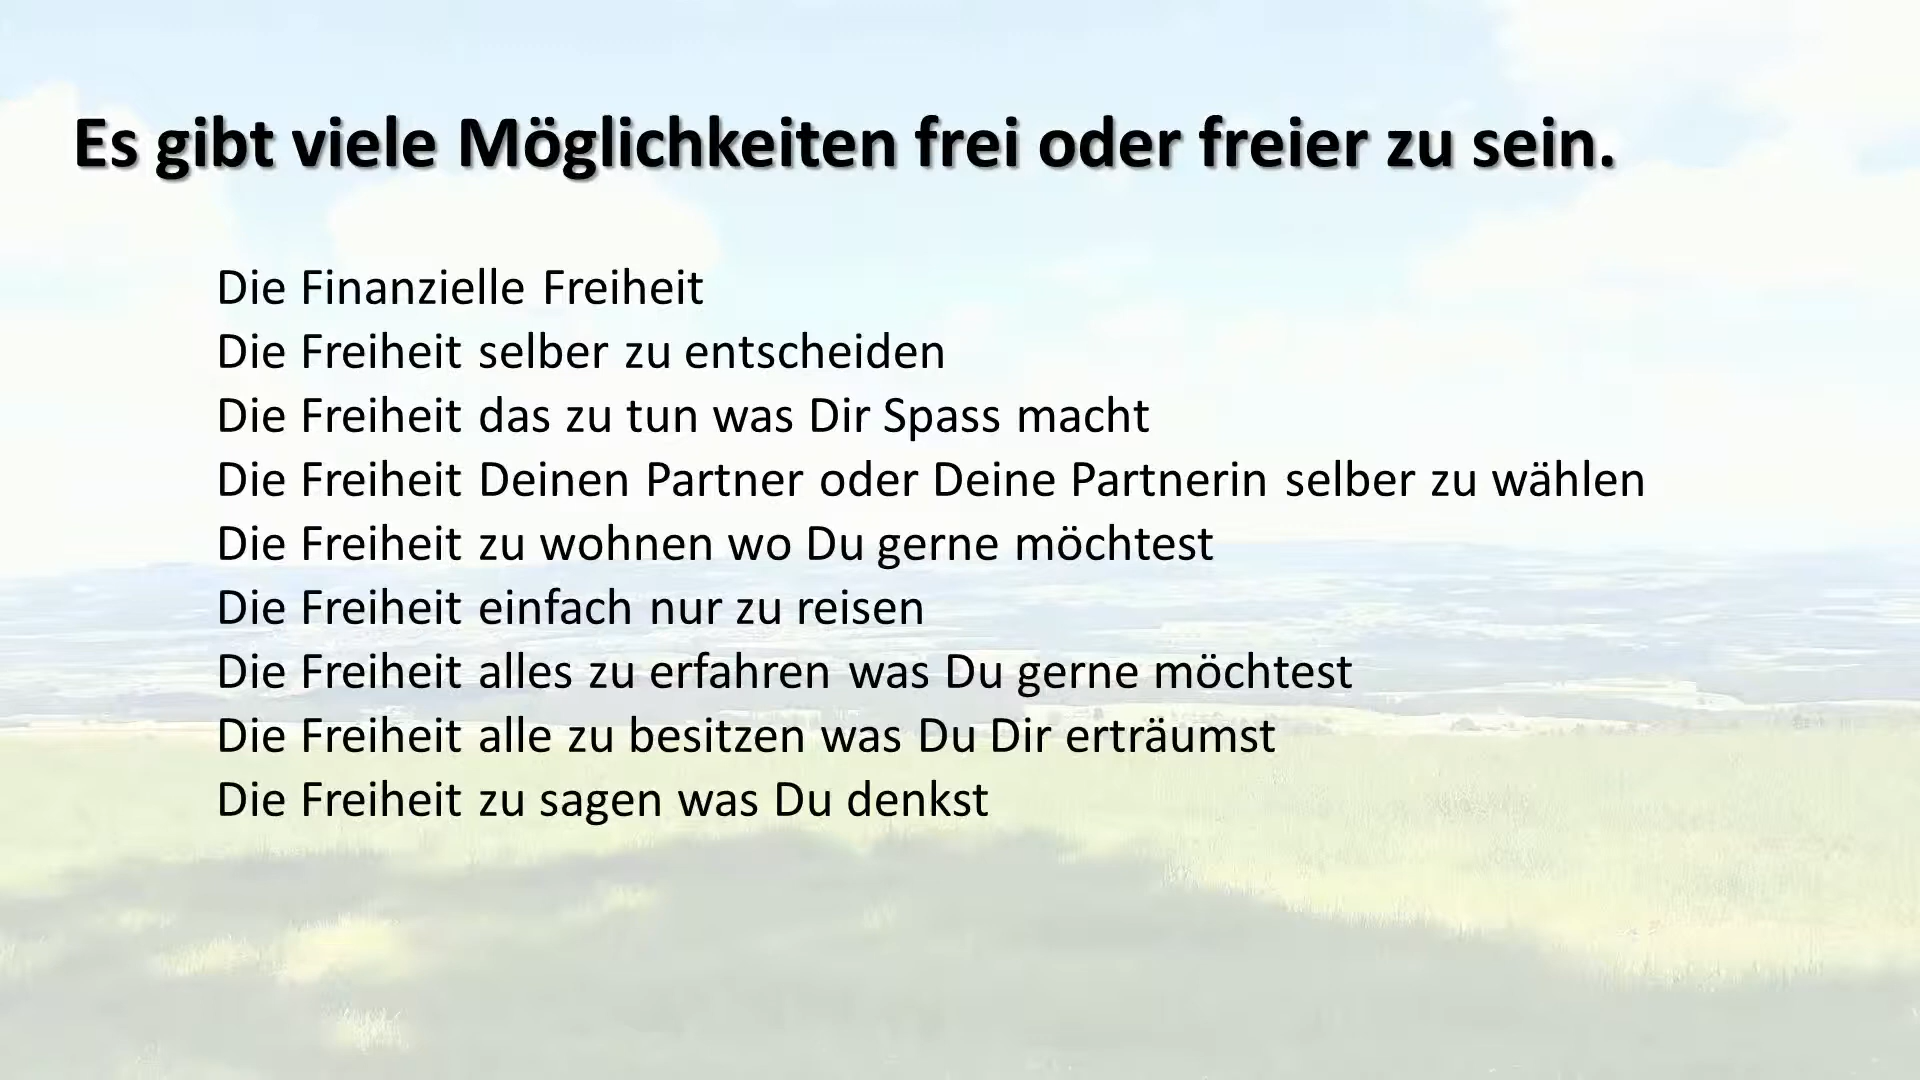 Es gibt viele Möglichkeiten frei oder freier zu sein.
Die Finanzielle Freiheit
Die Freiheit selber zu entscheiden
Die Freiheit das zu tun was Dir Spass macht
Die Freiheit Deinen Partner oder Deine Partnerin selber zu wählen
Die Freiheit zu wohnen wo Du gerne möchtest
Die Freiheit einfach nur zu reisen
Die Freiheit alles zu erfahren was Du gerne möchtest
Die Freiheit alle zu besitzen was Du Dir erträumst
Die Freiheit zu sagen was Du denkst